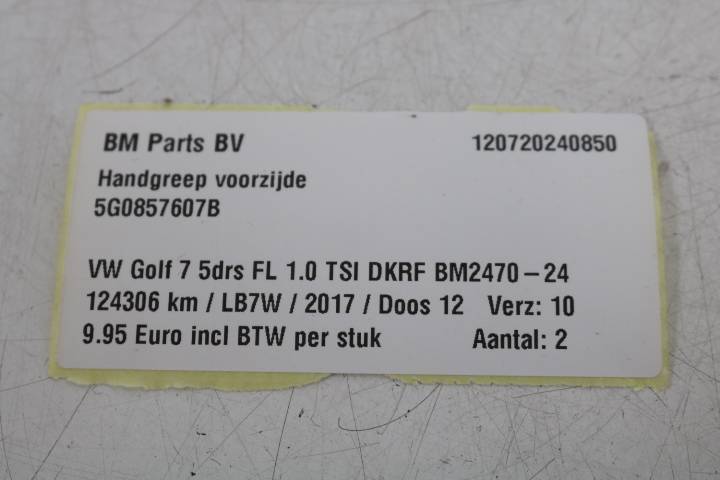 BM Parts BV 120720240850
Handgreep voorzijde
5G0857607B
VW Golf 7 5drs FL 1.0 TSI DKRF BM2470-24
124306 km / LB7W / 2017 / Doos 12 Verz: 10
9.95 Euro incl BTW per stuk Aantal: 2